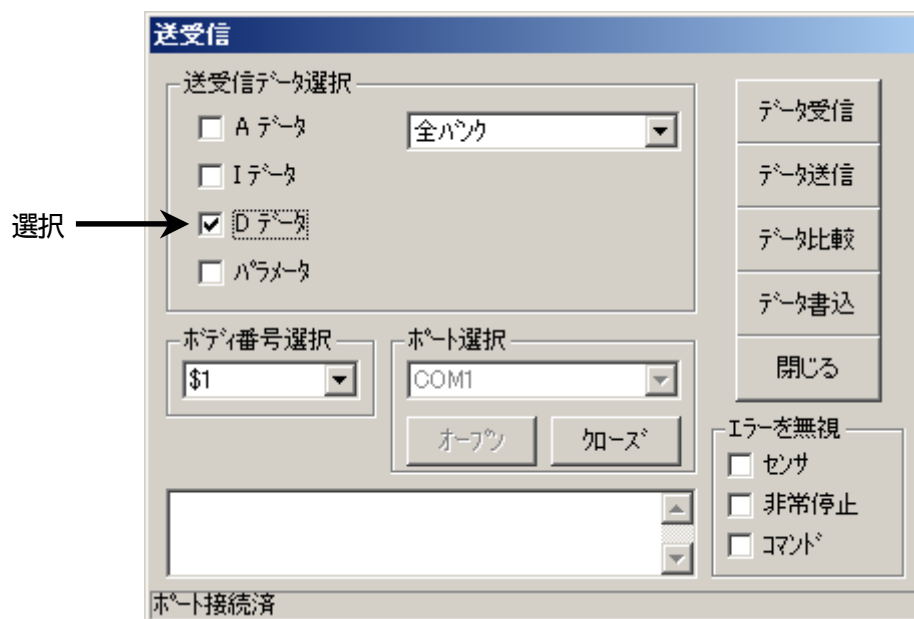 送受信
送受信ﾃﾞｰﾀ選択
A ﾃﾞｰﾀ
全ﾊﾞﾝｸ
I ﾃﾞｰﾀ
選択
D ﾃﾞｰﾀ
ﾊﾟﾗﾒｰﾀ
ﾃﾞｰﾀ受信
ﾃﾞｰﾀ送信
ﾃﾞｰﾀ比較
ﾃﾞｰﾀ書込
閉じる
ﾎﾞﾃﾞｨ番号選択
$1
ﾎﾟｰﾄ選択
COM1
ｵｰﾌﾟﾝ
ｸﾛｰｽﾞ
ｴﾗｰを無視
ｾﾝｻ
非常停止
ｺﾏﾝﾄﾞ
ﾎﾟｰﾄ接続済